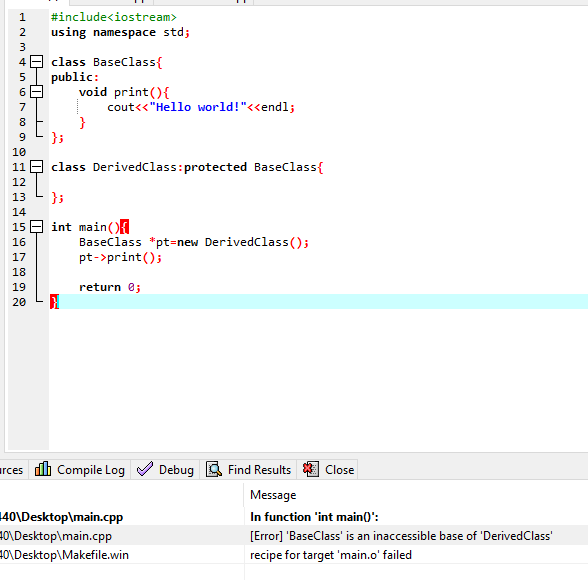 1 #include<iostream>
2 using namespace std;
3
4 class BaseClass{
5 public:
6 void print(){
7 cout<<"Hello world!"<<endl;
8 }
9 };
10
11 class DerivedClass:protected BaseClass{
12
13 };
14
15 int main(){
16 BaseClass *pt=new DerivedClass();
17 pt->print();
18
19 return 0;
20 }
Compile Log Debug Find Results Close
Message
40\Desktop\main.cpp In function 'int main()':
40\Desktop\main.cpp [Error] 'BaseClass' is an inaccessible base of 'DerivedClass'
40\Desktop\Makefile.win recipe for target 'main.o' failed